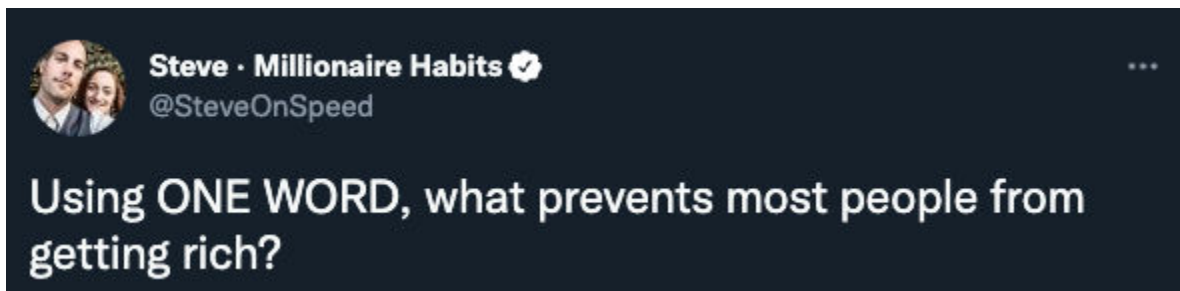 Steve · Millionaire Habits
@SteveOnSpeed
Using ONE WORD, what prevents most people from
getting rich?